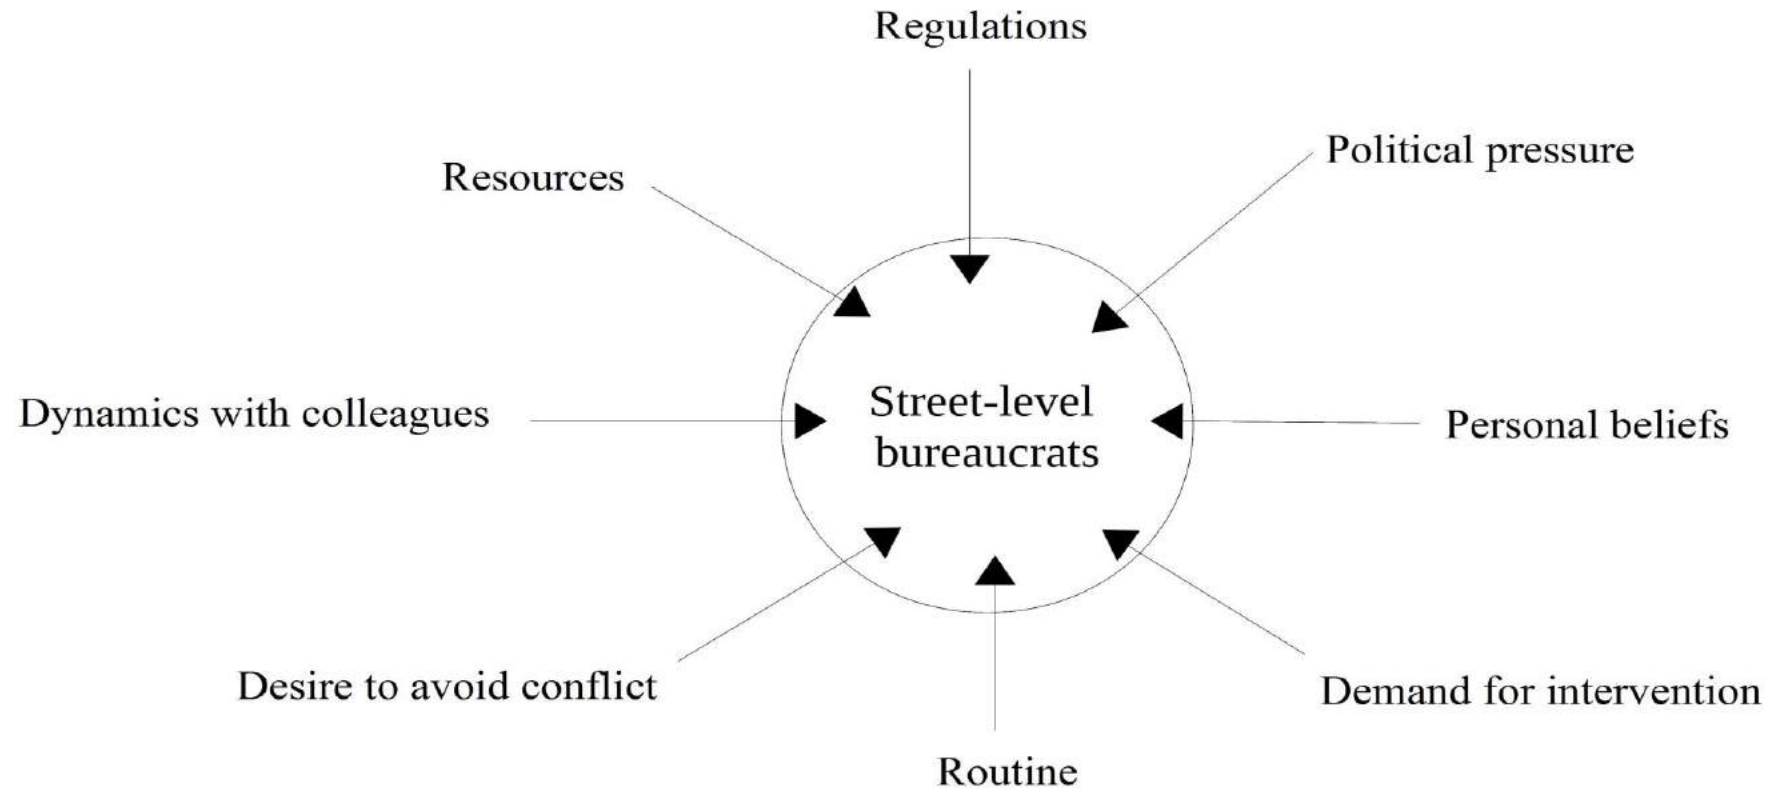 Regulations
Political pressure
Resources
Street-level
bureaucrats
Dynamics with colleagues
Personal beliefs
Desire to avoid conflict
Demand for intervention
Routine